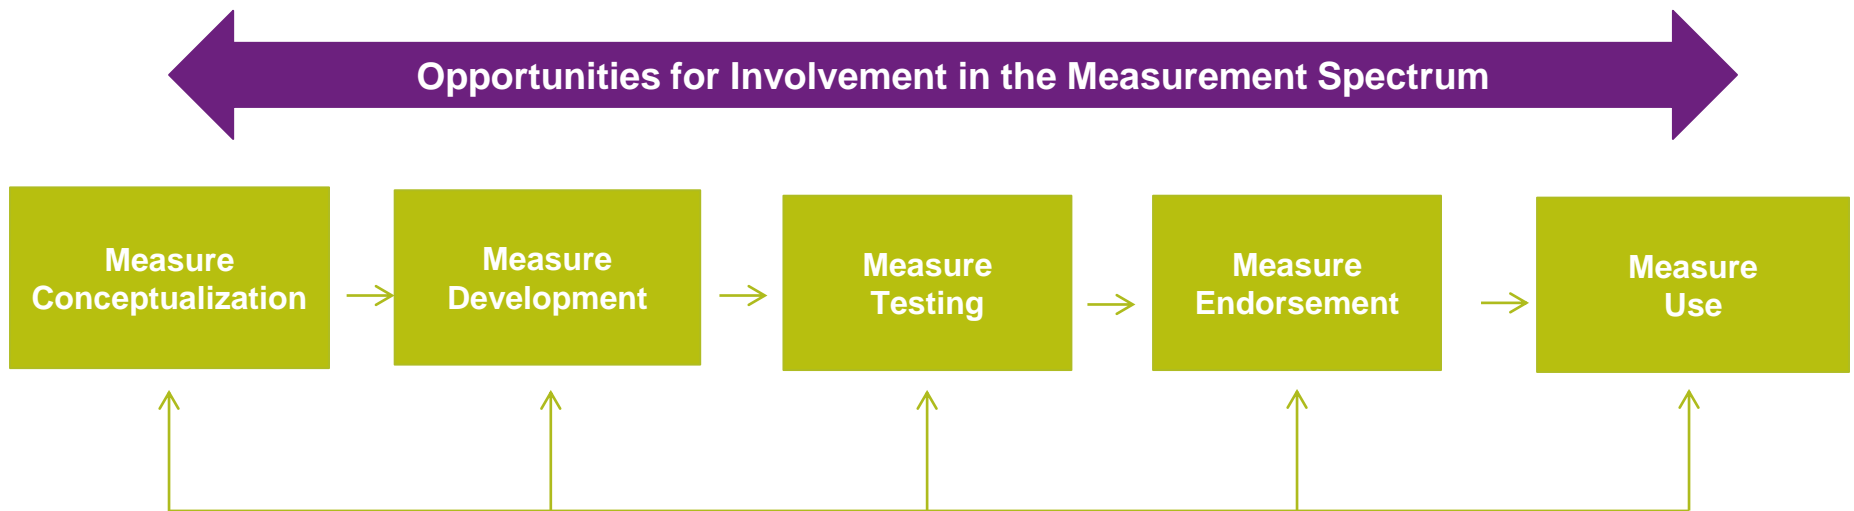 Opportunities for Involvement in the Measurement Spectrum
Measure
Conceptualization
Measure
Development
Measure
Testing
Measure
Endorsement
Measure
Use